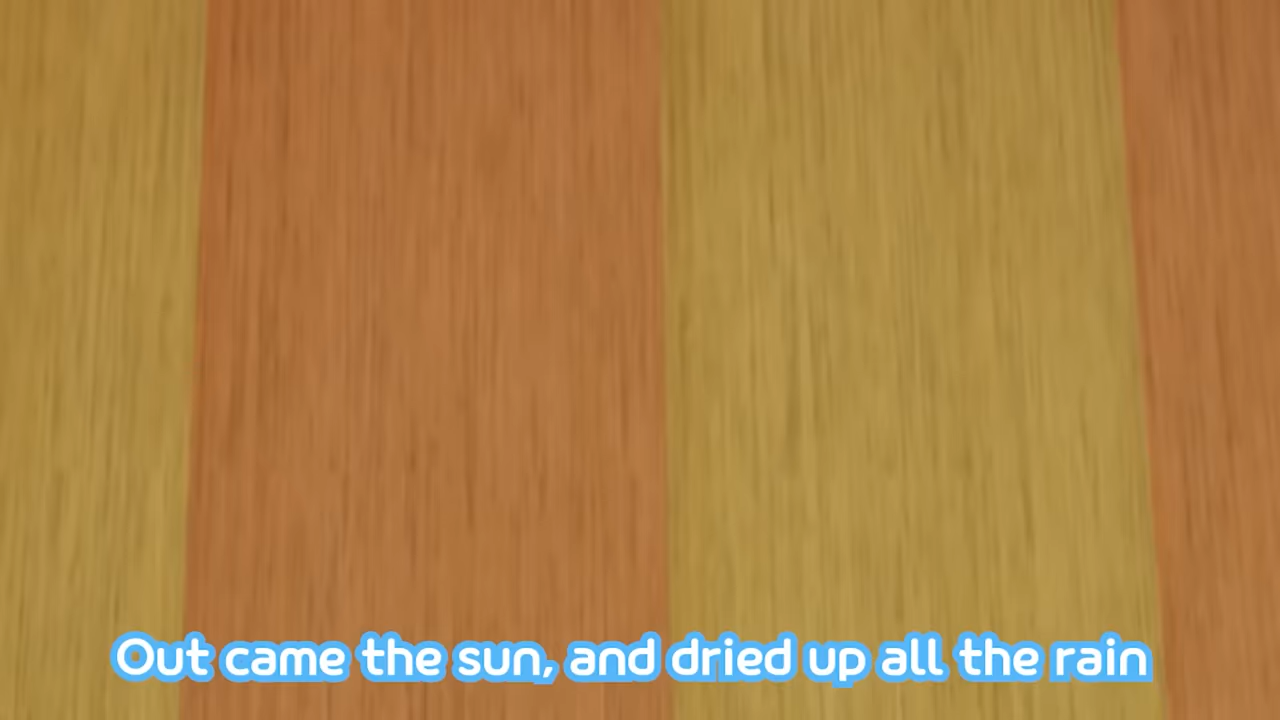 Out came the sun, and dried up all the rain